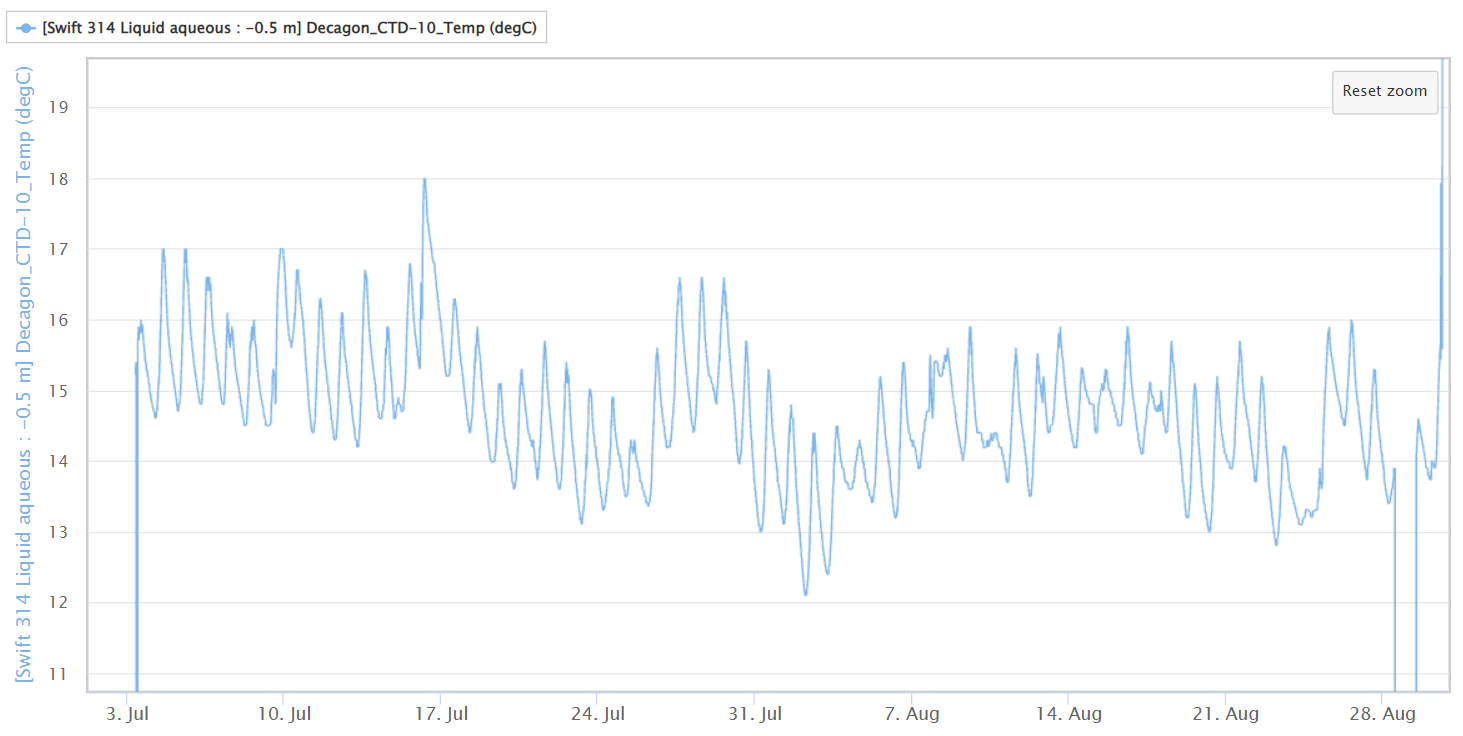 [Swift 314 Liquid aqueous : -0.5 m] Decagon_CTD-10_Temp (degC)
Reset zoom
[Swift 314 Liquid aqueous : -0.5 m] Decagon_CTD-10_Temp (degC)
19
18
17
16
15
14
13
12
11
3. Jul 10. Jul 17. Jul 24. Jul 31. Jul 7. Aug 14. Aug 21. Aug 28. Aug